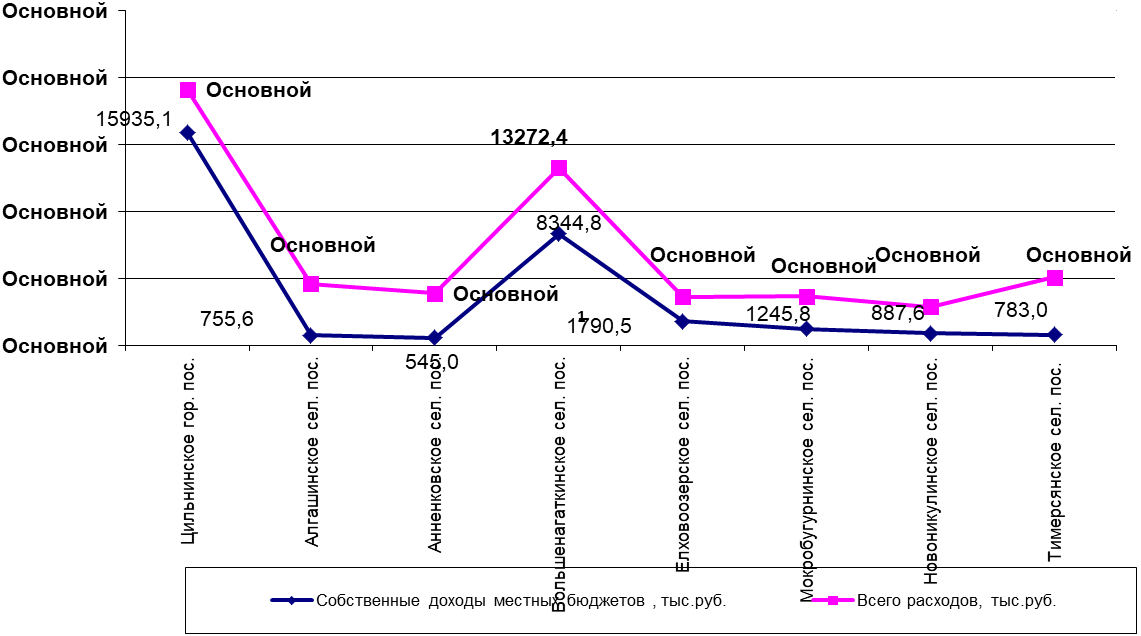 Основной
Основной
Основной
Основной
Основной
Основной
Основной
15935,1
13272,4
8344,8
Основной
Основной
Основной
Основной
Основной
Основной
755,6
545,0
1
1790,5
1245,8
887,6
783,0
Цильнинское гор. пос.
Алгашинское сел. пос.
Анненковское сел. пос.
Большенагаткинское сел. пос.
Елховоозерское сел. пос.
Мокробугурнинское сел. пос.
Новоникулинское сел. пос.
Тимерсянское сел. пос.
Собственные доходы местных бюджетов , тыс.руб.
Всего расходов, тыс.руб.